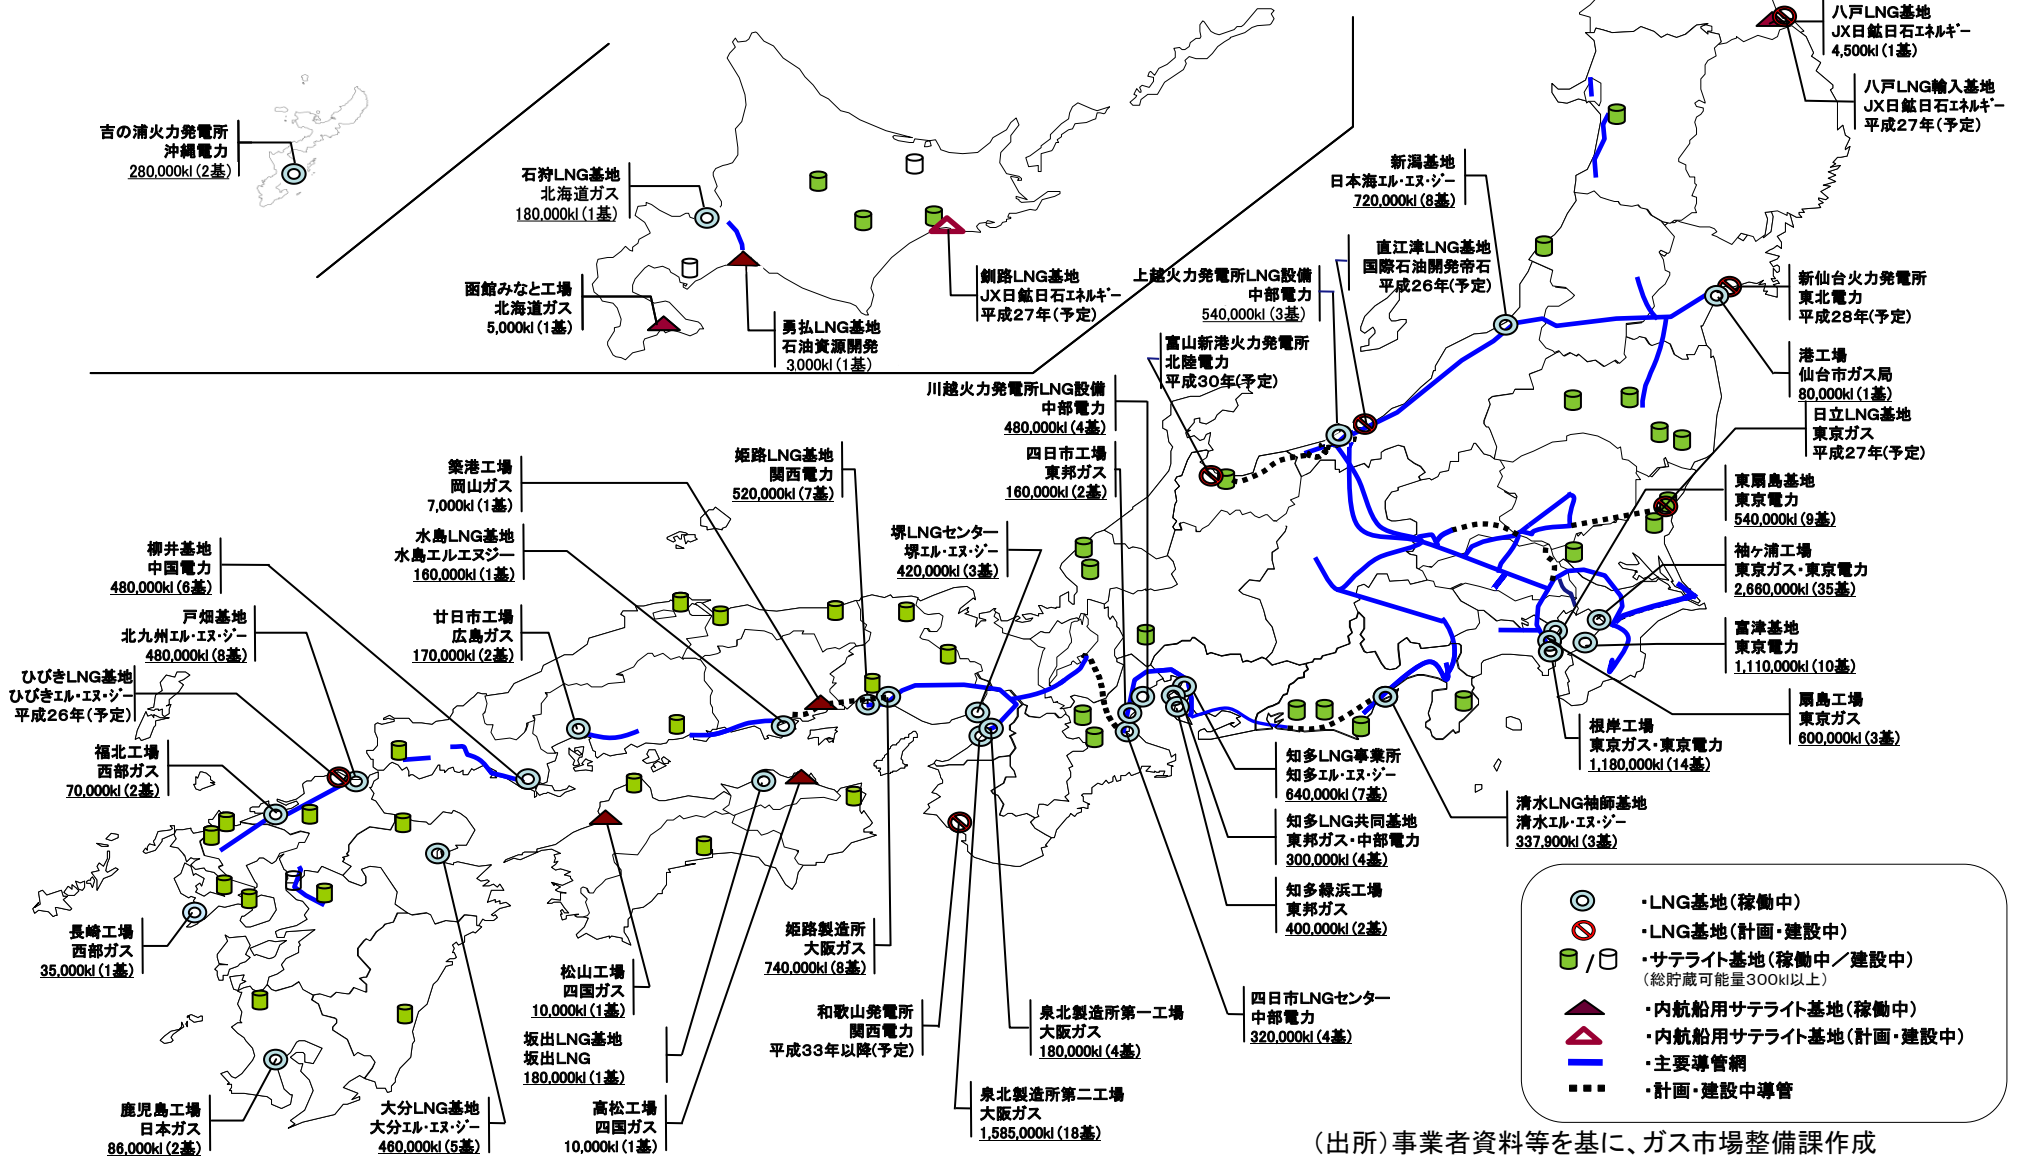 八戸LNG基地
JX日鉱日石エネルギー
4,500kl(1基)
八戸LNG輸入基地
JX日鉱日石エネルギー
平成27年(予定)
吉の浦火力発電所
沖縄電力
280,000kl(2基)
石狩LNG基地
北海道ガス
180,000kl(1基)
函館みなと工場
北海道ガス
5,000kl(1基)
勇払LNG基地
石油資源開発
3,000kl(1基)
釧路LNG基地
JX日鉱日石エネルギー
平成27年(予定)
新潟基地
日本海エル・エヌ・ジー
720,000kl(8基)
直江津LNG基地
国際石油開発帝石
平成26年(予定)
上越火力発電所LNG設備
中部電力
540,000kl(3基)
富山新港火力発電所
北陸電力
平成30年(予定)
新仙台火力発電所
東北電力
平成28年(予定)
港工場
仙台市ガス局
80,000kl(1基)
日立LNG基地
東京ガス
平成27年(予定)
川越火力発電所LNG設備
中部電力
480,000kl(4基)
四日市工場
東邦ガス
160,000kl(2基)
姫路LNG基地
関西電力
520,000kl(7基)
築港工場
岡山ガス
7,000kl(1基)
水島LNG基地
水島エルエヌジー
160,000kl(1基)
堺LNGセンター
堺エル・エヌ・ジー
420,000kl(3基)
東扇島基地
東京電力
540,000kl(9基)
袖ヶ浦工場
東京ガス・東京電力
2,660,000kl(35基)
富津基地
東京電力
1,110,000kl(10基)
扇島工場
東京ガス
600,000kl(3基)
根岸工場
東京ガス・東京電力
1,180,000kl(14基)
柳井基地
中国電力
480,000kl(6基)
戸畑基地
北九州エル・エヌ・ジー
480,000kl(8基)
廿日市工場
広島ガス
170,000kl(2基)
ひびきLNG基地
ひびきエル・エヌ・ジー
平成26年(予定)
福北工場
西部ガス
70,000kl(2基)
知多LNG事業所
知多エル・エヌ・ジー
640,000kl(7基)
知多LNG共同基地
東邦ガス・中部電力
300,000kl(4基)
知多緑浜工場
東邦ガス
400,000kl(2基)
清水LNG袖師基地
清水エル・エヌ・ジー
337,900kl(3基)
長崎工場
西部ガス
35,000kl(1基)
松山工場
四国ガス
10,000kl(1基)
坂出LNG基地
坂出LNG
180,000kl(1基)
姫路製造所
大阪ガス
740,000kl(8基)
和歌山発電所
関西電力
平成33年以降(予定)
泉北製造所第一工場
大阪ガス
180,000kl(4基)
四日市LNGセンター
中部電力
320,000kl(4基)
鹿児島工場
日本ガス
86,000kl(2基)
大分LNG基地
大分エル・エヌ・ジー
460,000kl(5基)
高松工場
四国ガス
10,000kl(1基)
泉北製造所第二工場
大阪ガス
1,585,000kl(18基)
・LNG基地(稼働中)
・LNG基地(計画・建設中)
/ ・サテライト基地(稼働中／建設中)
(総貯蔵可能量300kl以上)
・内航船用サテライト基地(稼働中)
・内航船用サテライト基地(計画・建設中)
・主要導管網
・計画・建設中導管
(出所)事業者資料等を基に、ガス市場整備課作成